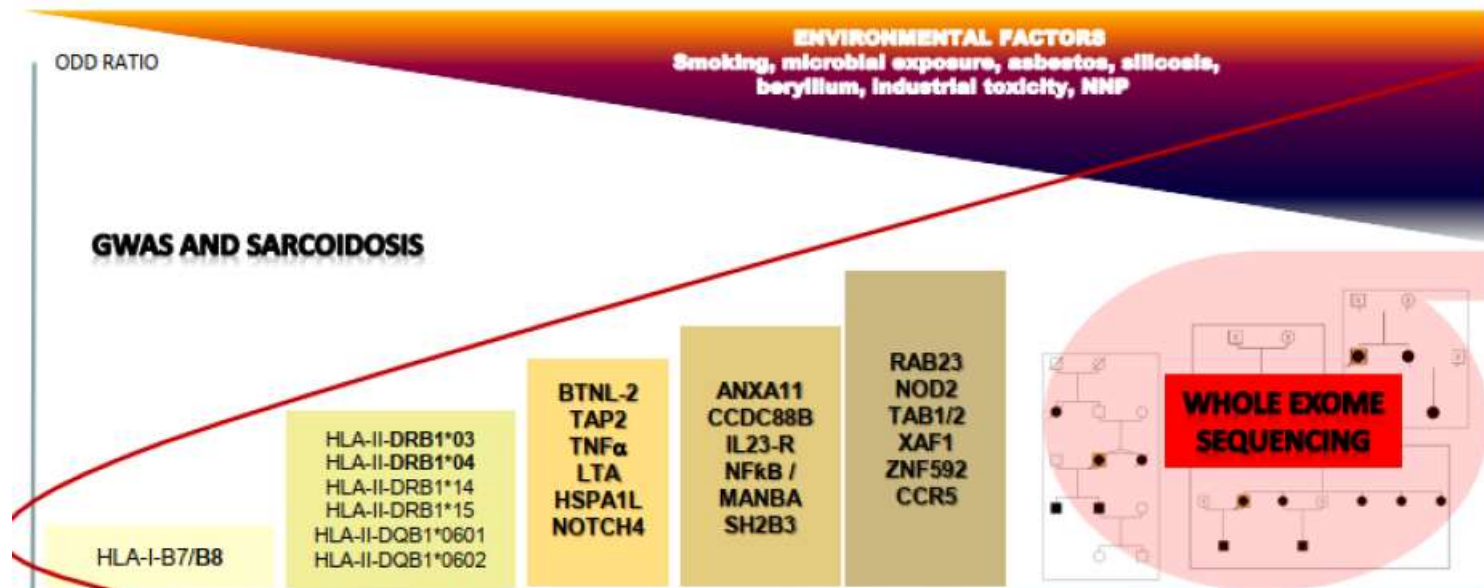 ENVIRONMENTAL FACTORS
Smoking, microbial exposure, asbestos, silicosis,
beryllium, industrial toxicity, NNP
ODD RATIO
GWAS AND SARCOIDOSIS
HLA-I-B7/B8
HLA-II-DRB1*03
HLA-II-DRB1*04
HLA-II-DRB1*14
HLA-II-DRB1*15
HLA-II-DQB1*0601
HLA-II-DQB1*0602
BTNL-2
TAP2
TNFα
LTA
HSPA1L
NOTCH4
ANXA11
CCDC88B
IL23-R
NFkB /
MANBA
SH2B3
RAB23
NOD2
TAB1/2
XAF1
ZNF592
CCR5
WHOLE EXOME
SEQUENCING